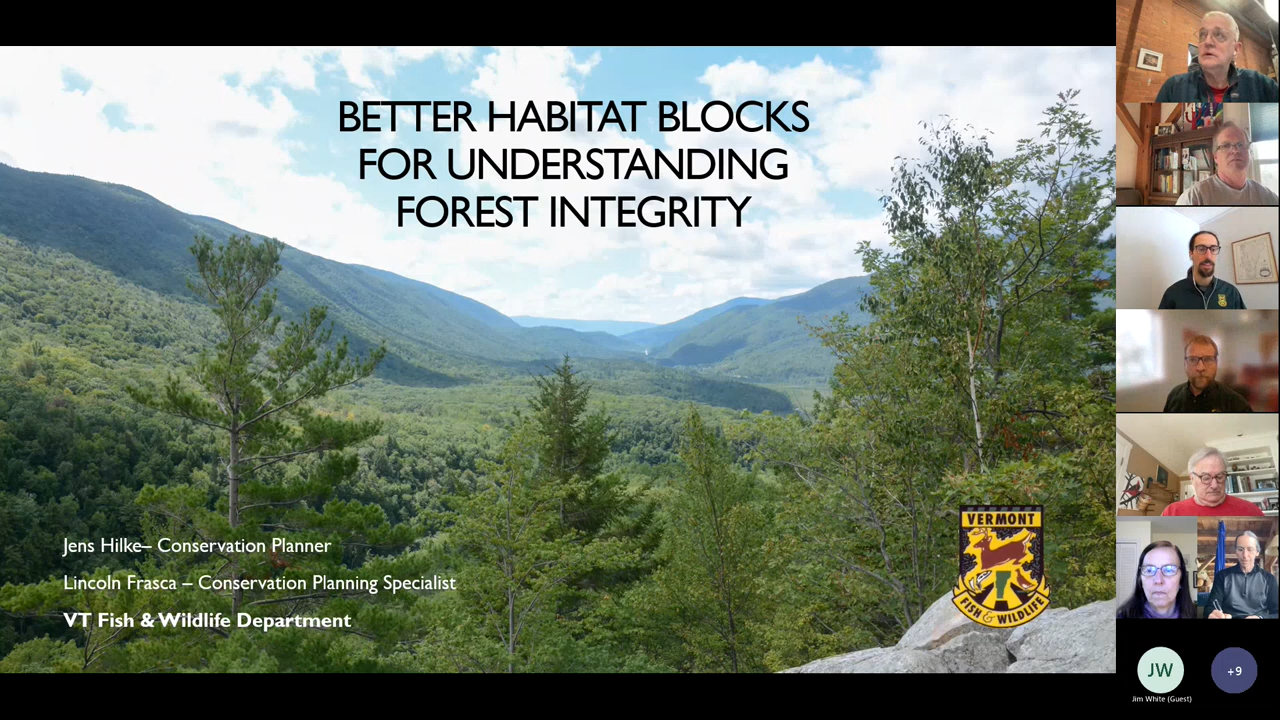 BETTER HABITAT BLOCKS
FOR UNDERSTANDING
FOREST INTEGRITY
Jens Hilke– Conservation Planner
Lincoln Frasca – Conservation Planning Specialist
VT Fish & Wildlife Department
VERMONT
FISH & WILDLIFE
JW
+9
Jim White (Guest)